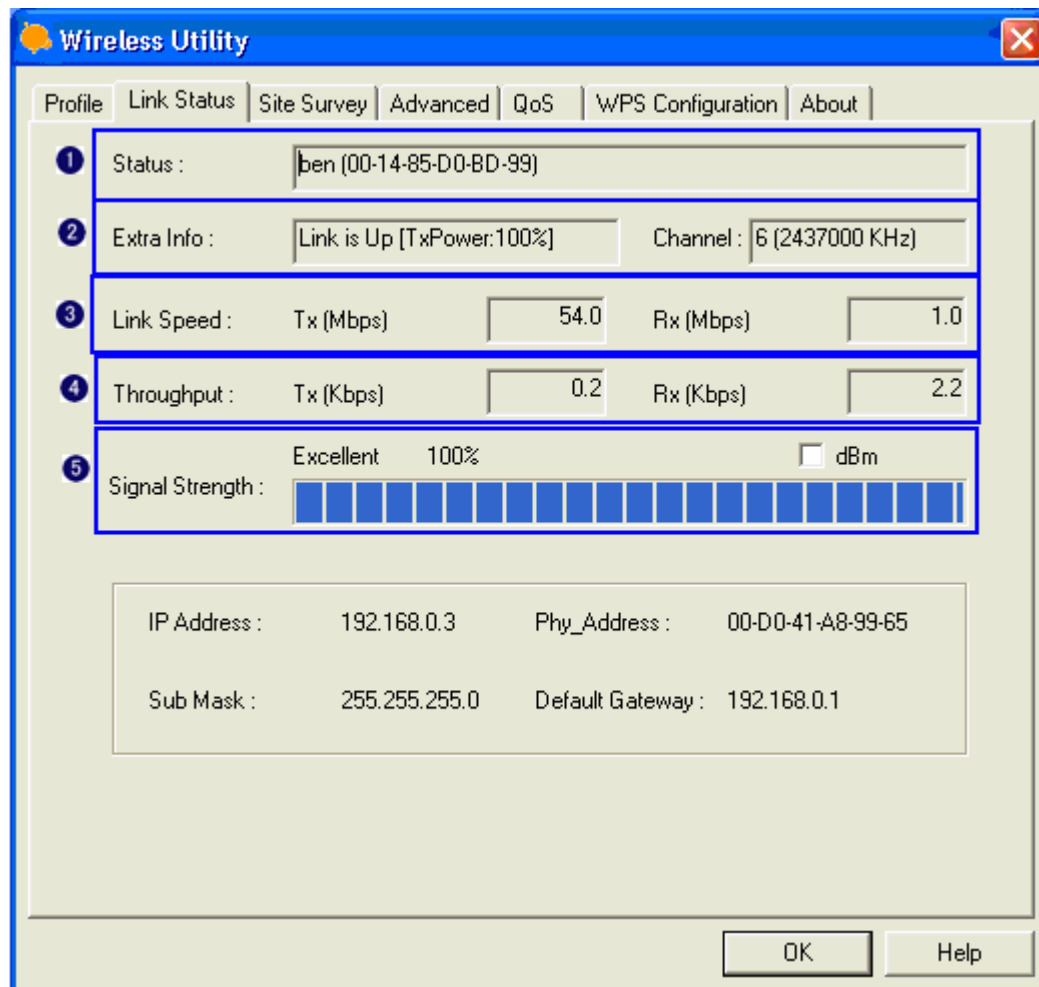 Wireless Utility
Profile Link Status Site Survey Advanced QoS WPS Configuration About
1 Status : ben (00-14-85-D0-BD-99)
2 Extra Info : Link is Up [TxPower:100%] Channel : 6 (2437000 KHz)
3 Link Speed : Tx (Mbps) 54.0 Rx (Mbps) 1.0
4 Throughput : Tx (Kbps) 0.2 Rx (Kbps) 2.2
Excellent 100% dBm
5 Signal Strength :
IP Address : 192.168.0.3 Phy_Address : 00-D0-41-A8-99-65
Sub Mask : 255.255.255.0 Default Gateway : 192.168.0.1
OK Help